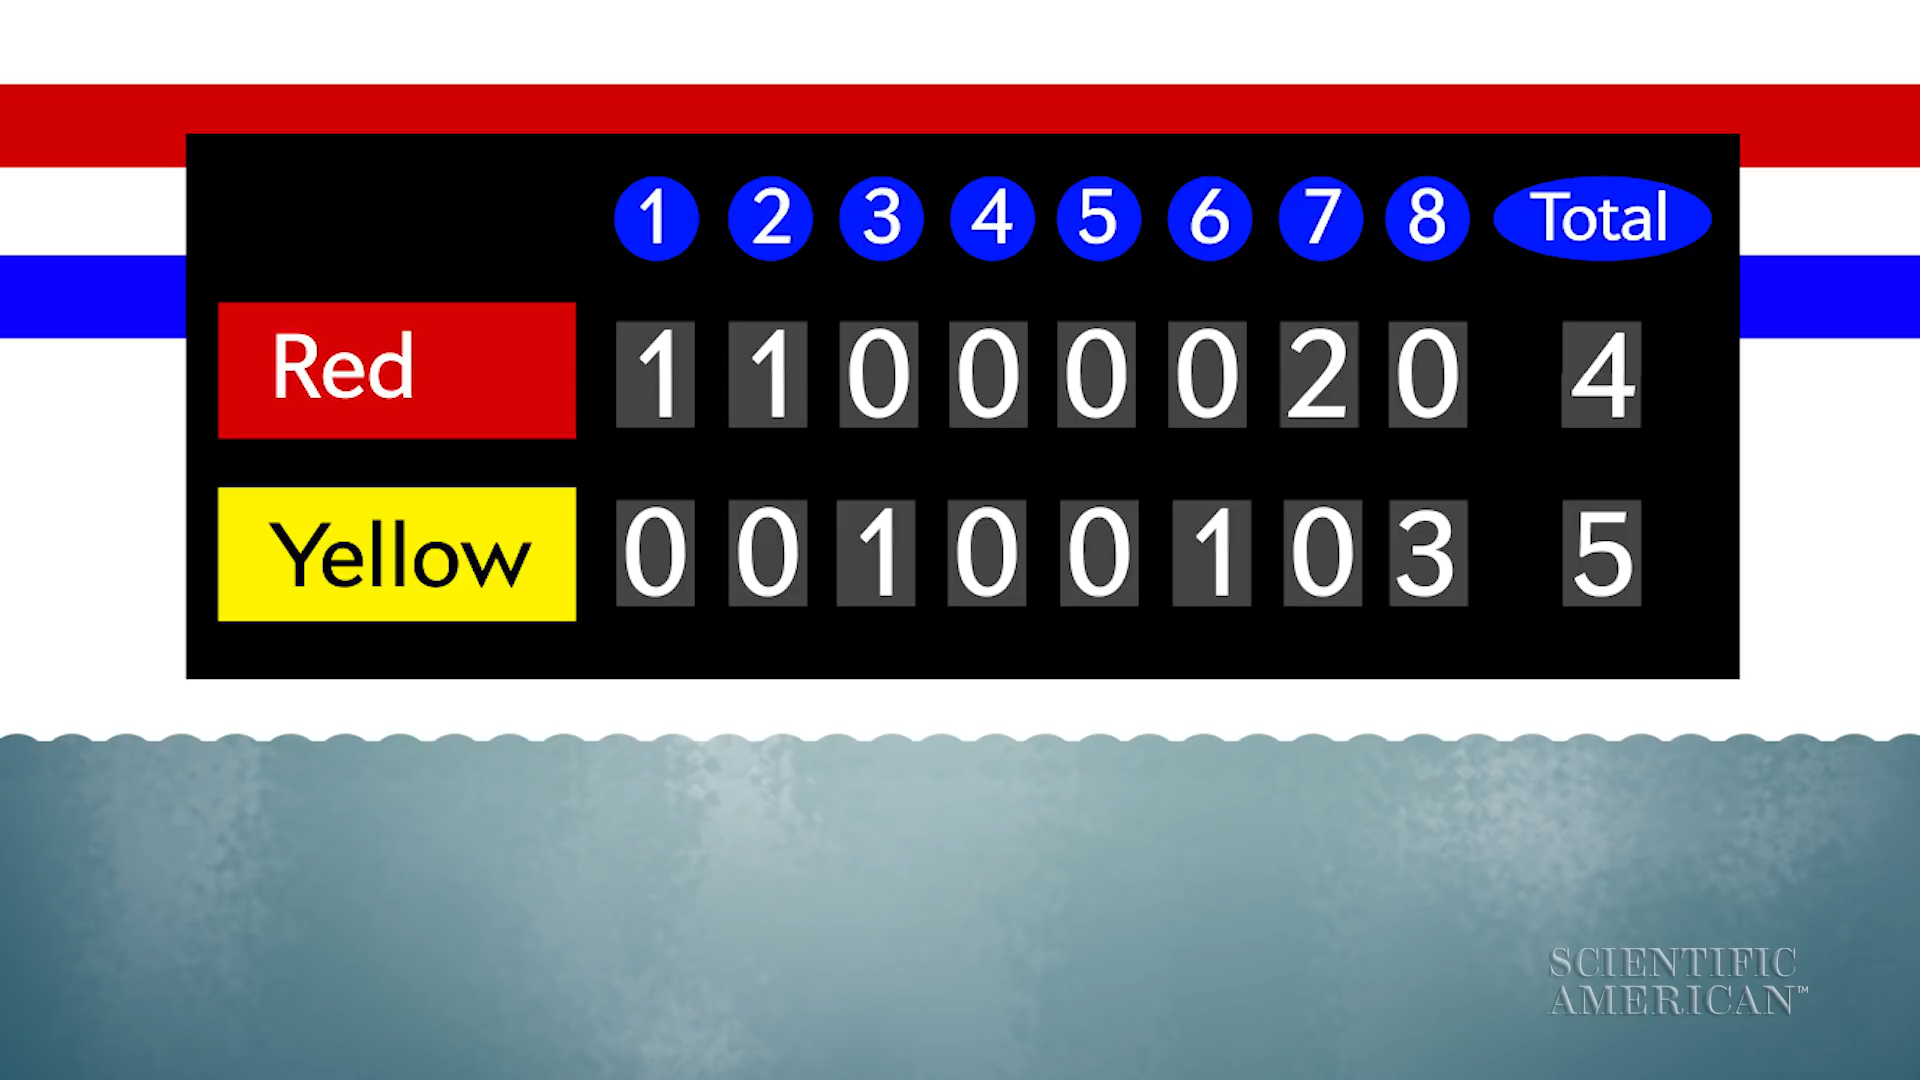 1 2 3 4 5 6 7 8 Total
Red 1 1 0 0 0 0 2 0 4
Yellow 0 0 1 0 0 1 0 3 5
SCIENTIFIC
AMERICAN™